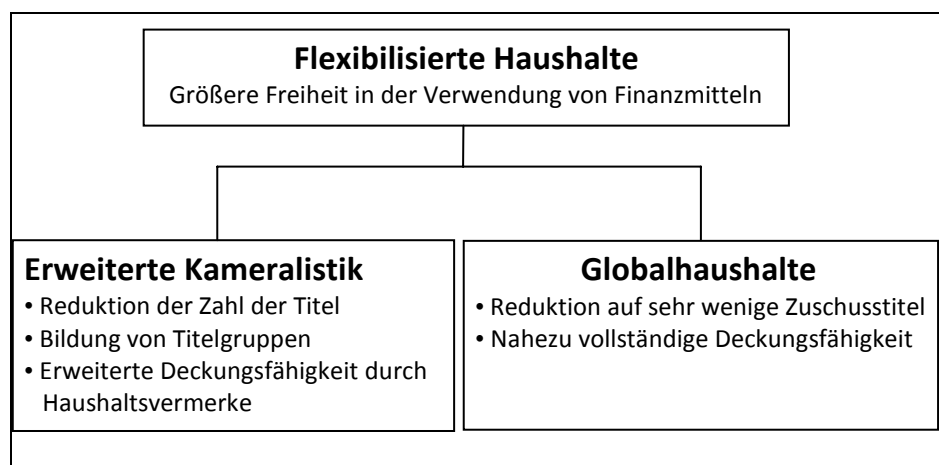 Flexibilisierte Haushalte
Größere Freiheit in der Verwendung von Finanzmitteln
Erweiterte Kameralistik
• Reduktion der Zahl der Titel
• Bildung von Titelgruppen
• Erweiterte Deckungsfähigkeit durch
Haushaltsvermerke
Globalhaushalte
• Reduktion auf sehr wenige Zuschusstitel
• Nahezu vollständige Deckungsfähigkeit